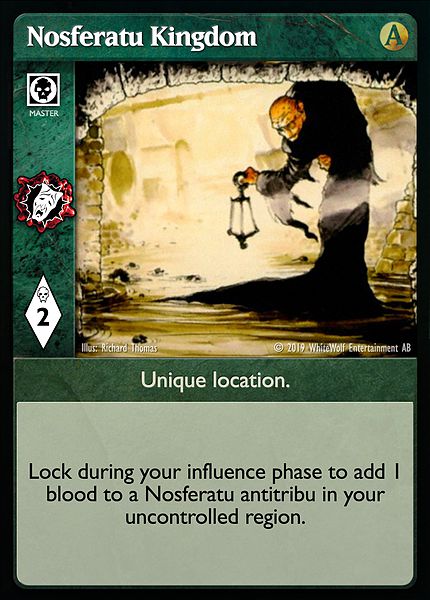 Nosferatu Kingdom
A
MASTER
2
Illus: Richard Thomas
© 2019 WhiteWolf Entertainment AB
Unique location.
Lock during your influence phase to add 1
blood to a Nosferatu antitribu in your
uncontrolled region.